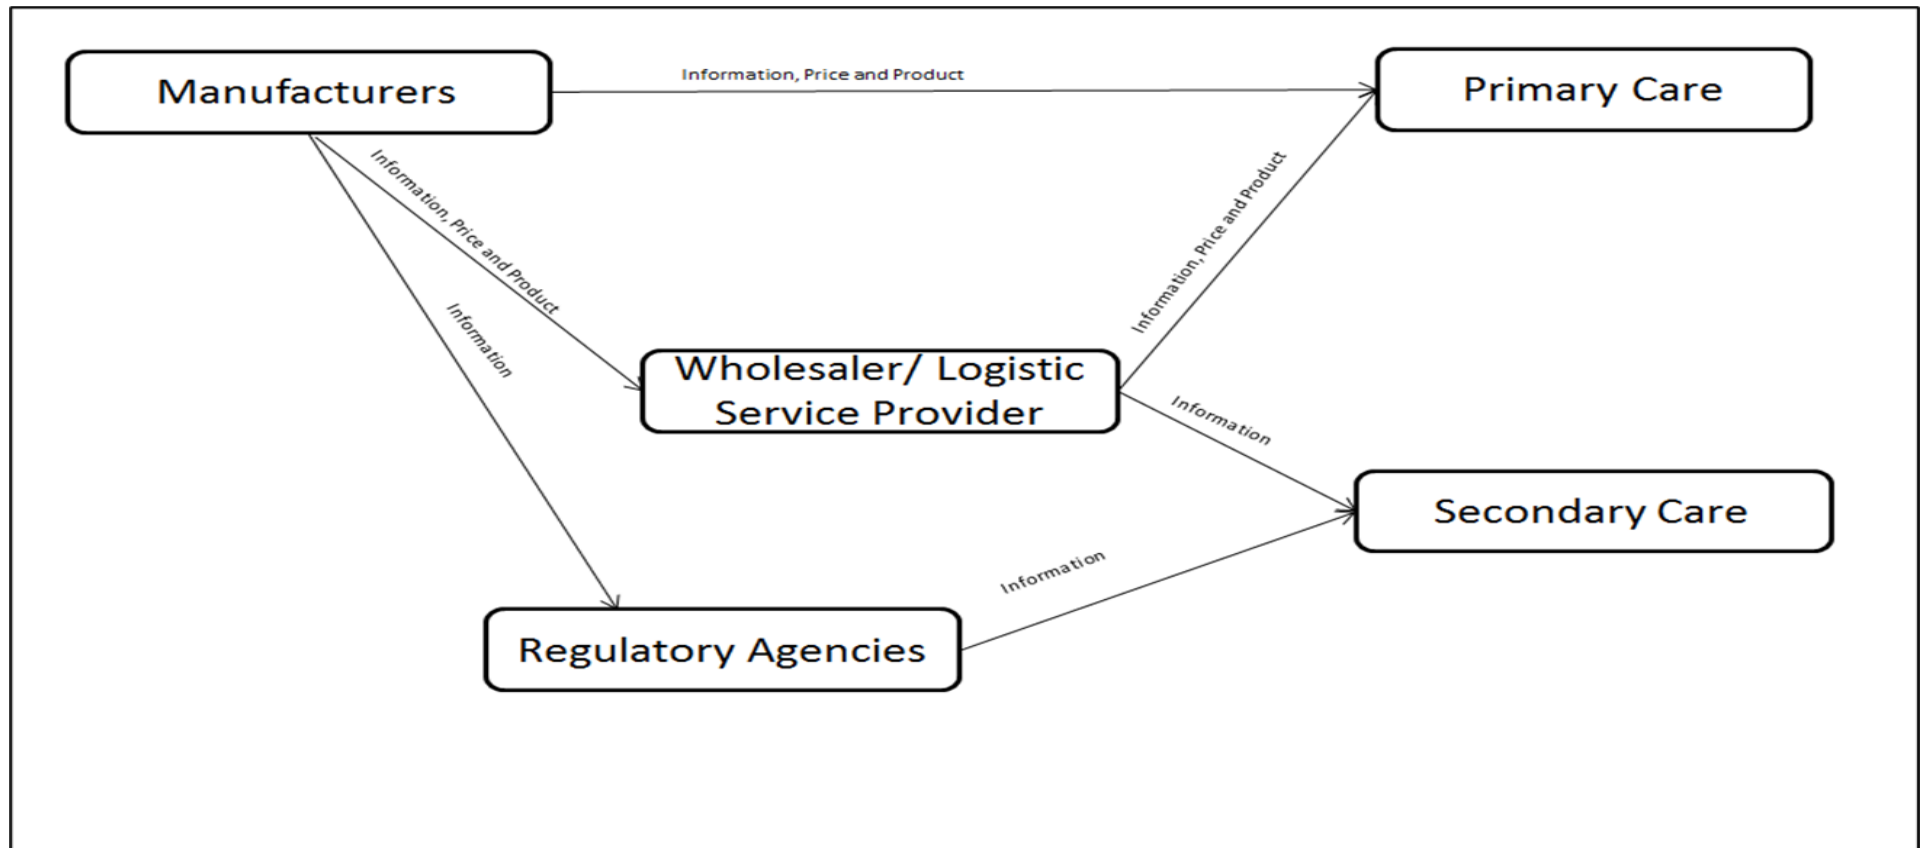 Manufacturers
Information, Price and Product
Primary Care
Information, Price and Product
Information, Price and Product
Information
Wholesaler/ Logistic
Service Provider
Information
Secondary Care
Information
Regulatory Agencies